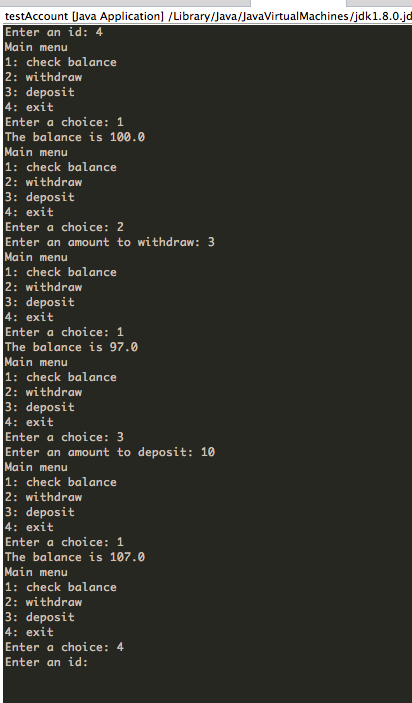 testAccount [Java Application] /Library/Java/JavaVirtualMachines/jdk1.8.0.jd
Enter an id: 4
Main menu
1: check balance
2: withdraw
3: deposit
4: exit
Enter a choice: 1
The balance is 100.0
Main menu
1: check balance
2: withdraw
3: deposit
4: exit
Enter a choice: 2
Enter an amount to withdraw: 3
Main menu
1: check balance
2: withdraw
3: deposit
4: exit
Enter a choice: 1
The balance is 97.0
Main menu
1: check balance
2: withdraw
3: deposit
4: exit
Enter a choice: 3
Enter an amount to deposit: 10
Main menu
1: check balance
2: withdraw
3: deposit
4: exit
Enter a choice: 1
The balance is 107.0
Main menu
1: check balance
2: withdraw
3: deposit
4: exit
Enter a choice: 4
Enter an id: